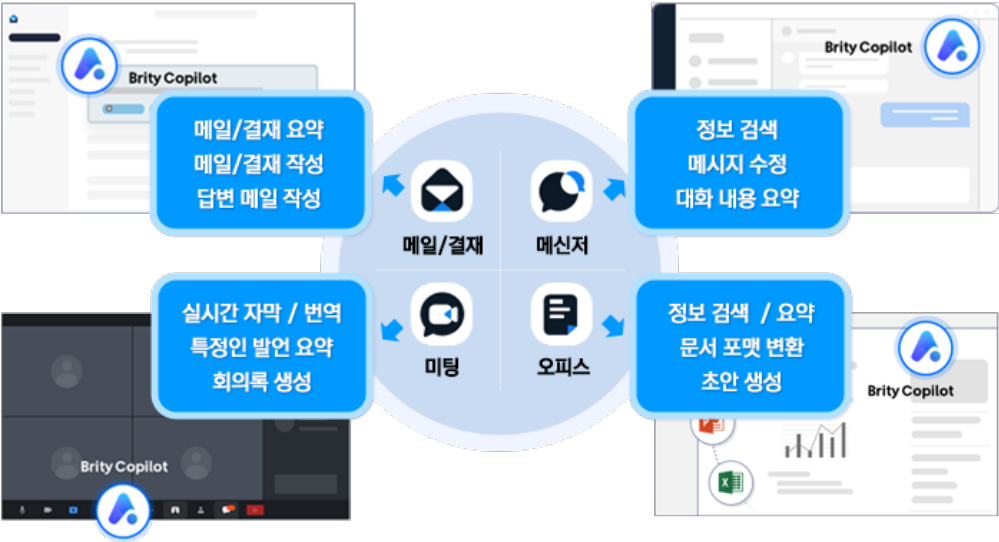 Brity Copilot
메일/결재 요약
메일/결재 작성
답변 메일 작성
Brity Copilot
정보 검색
메시지 수정
대화 내용 요약
메일/결재
메신저
미팅
오피스
실시간 자막 / 번역
특정인 발언 요약
회의록 생성
Brity Copilot
정보 검색 / 요약
문서 포맷 변환
초안 생성
Brity Copilot